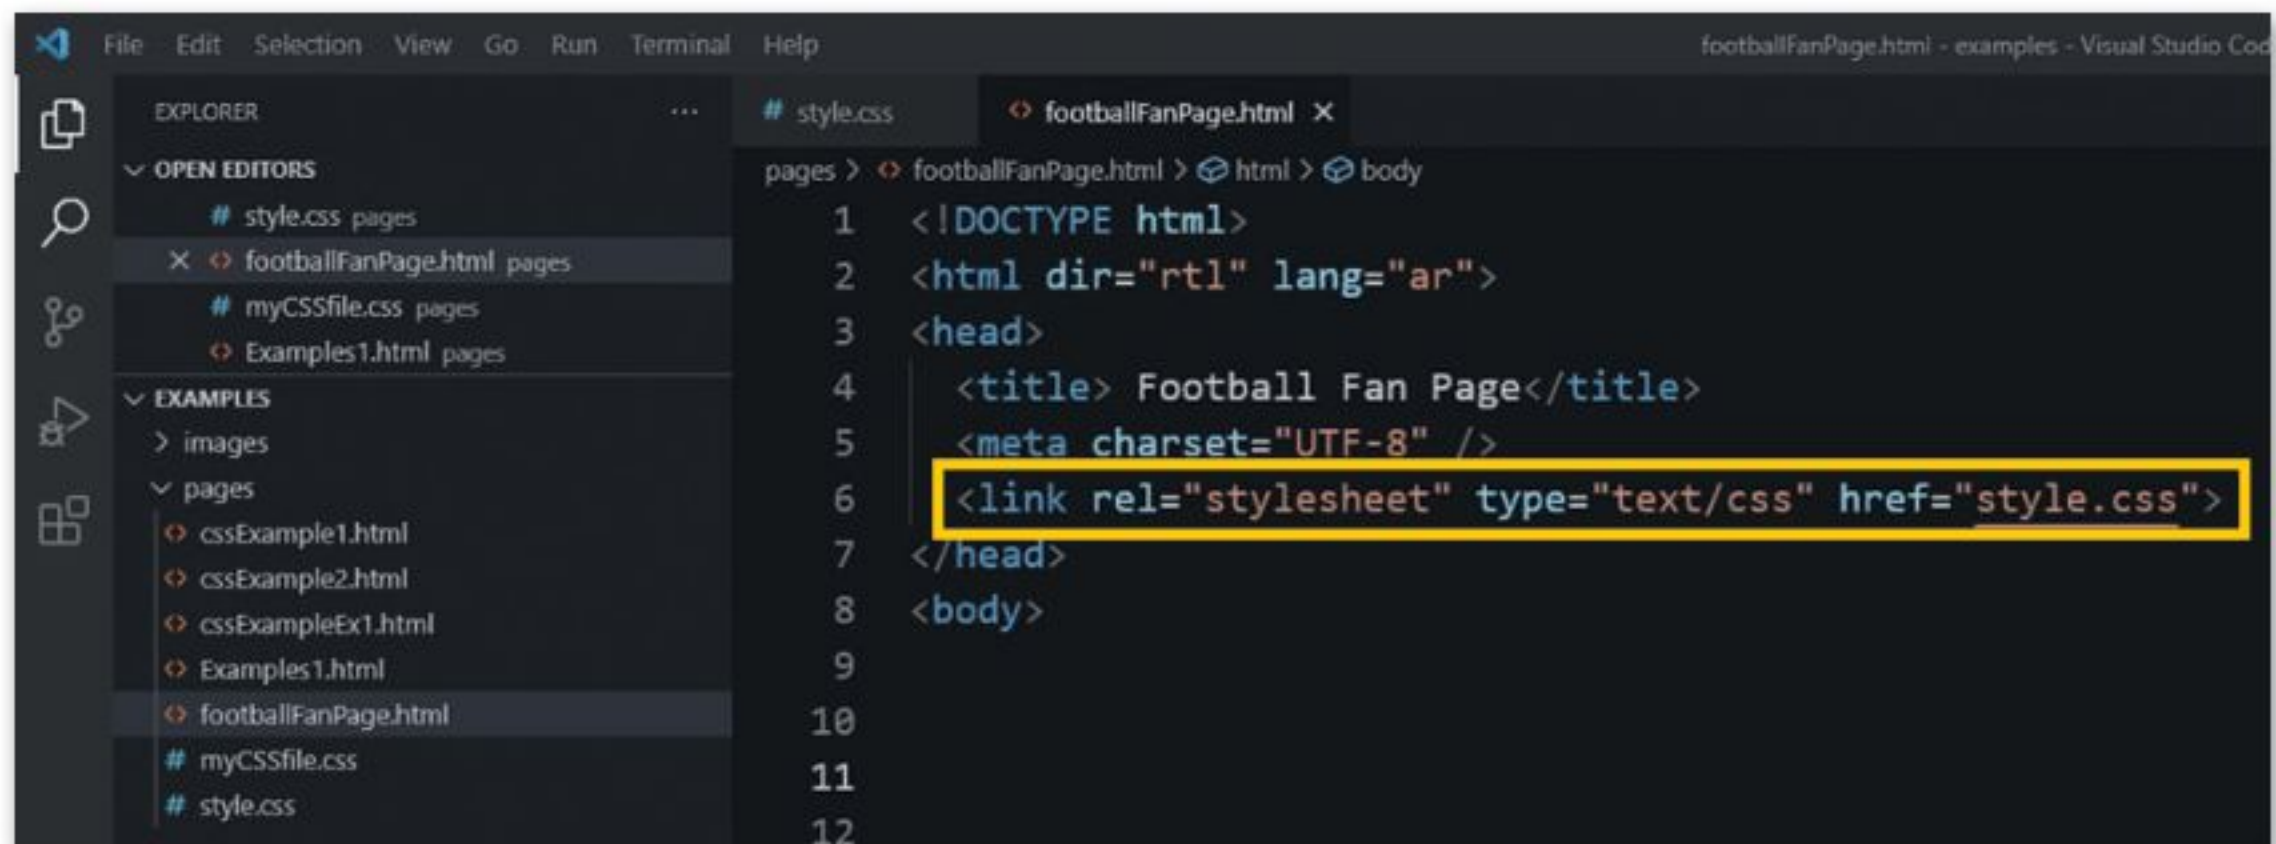 File Edit Selection View Go Run Terminal Help
footballFanPage.html - examples - Visual Studio Cod
EXPLORER ...
OPEN EDITORS
# style.css pages
× <> footballFanPage.html pages
# myCSSfile.css pages
<> Examples1.html pages
EXAMPLES
> images
pages
<> cssExample1.html
<> cssExample2.html
<> cssExampleEx1.html
<> Examples1.html
<> footballFanPage.html
# myCSSfile.css
# style.css
# style.css <> footballFanPage.html ×
pages > <> footballFanPage.html > html > body
1 <!DOCTYPE html>
2 <html dir="rtl" lang="ar">
3 <head>
4 <title> Football Fan Page</title>
5 <meta charset="UTF-8" />
6 <link rel="stylesheet" type="text/css" href="style.css">
7 </head>
8 <body>
9
10
11
12